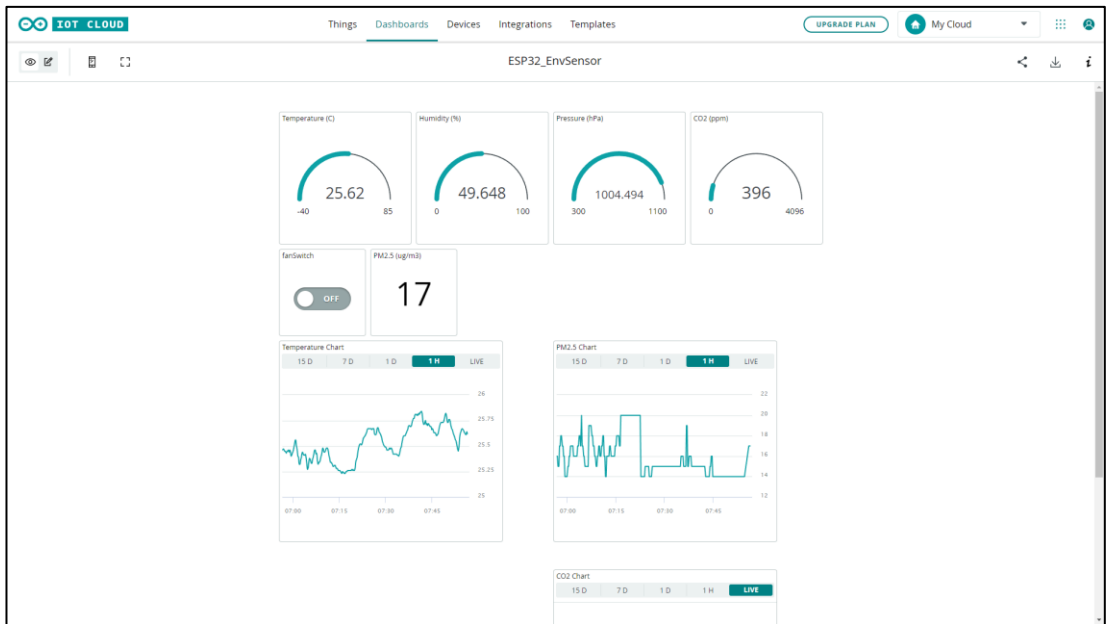 IOT CLOUD
Things Dashboards Devices Integrations Templates
UPGRADE PLAN
My Cloud
ESP32_EnvSensor
i
Temperature (C)
25.62
-40 85
Humidity (%)
49.648
0 100
Pressure (hPa)
1004.494
300 1100
CO2 (ppm)
396
0 4096
fanSwitch
OFF
PM2.5 (ug/m3)
17
Temperature Chart
15 D 7 D 1 D 1 H LIVE
26
25.75
25.5
25.25
25
07:00 07:15 07:30 07:45
PM2.5 Chart
15 D 7 D 1 D 1 H LIVE
22
20
18
16
14
12
07:00 07:15 07:30 07:45
CO2 Chart
15 D 7 D 1 D 1 H LIVE